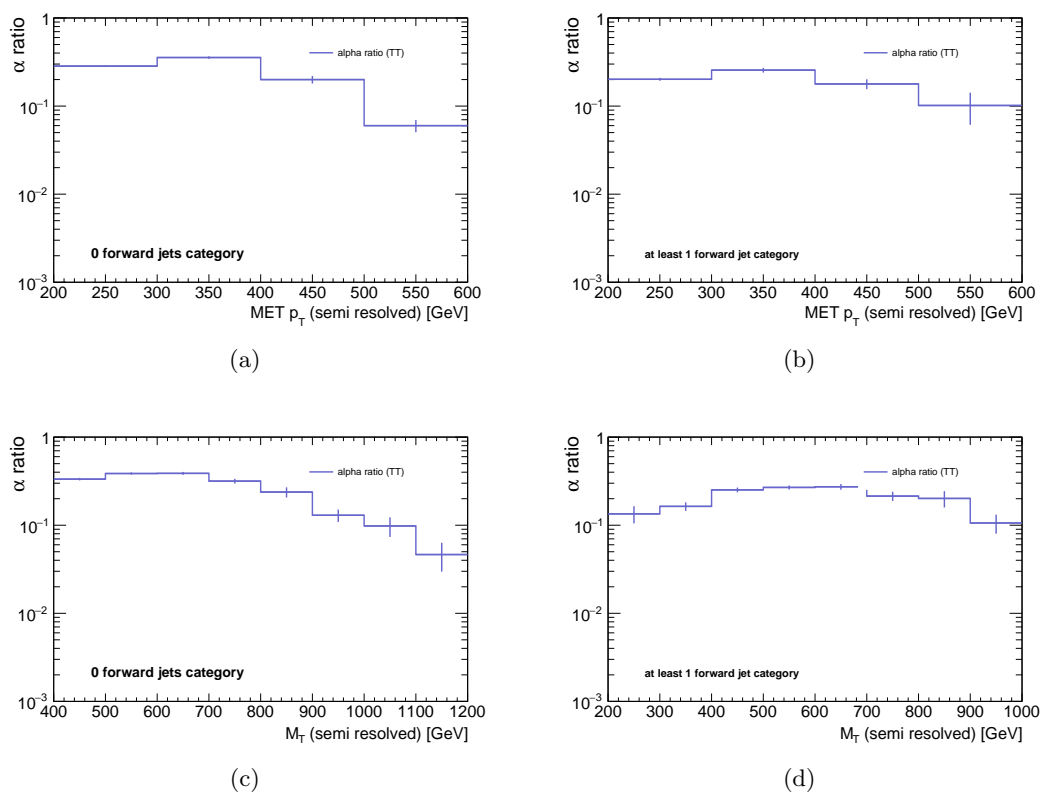 α ratio
1
10⁻¹
10⁻²
10⁻³
alpha ratio (TT)
0 forward jets category
200 250 300 350 400 450 500 550 600
MET p_T (semi resolved) [GeV]
(a)
α ratio
1
10⁻¹
10⁻²
10⁻³
alpha ratio (TT)
at least 1 forward jet category
200 250 300 350 400 450 500 550 600
MET p_T (semi resolved) [GeV]
(b)
α ratio
1
10⁻¹
10⁻²
10⁻³
alpha ratio (TT)
0 forward jets category
400 500 600 700 800 900 1000 1100 1200
M_T (semi resolved) [GeV]
(c)
α ratio
1
10⁻¹
10⁻²
10⁻³
alpha ratio (TT)
at least 1 forward jet category
200 300 400 500 600 700 800 900 1000
M_T (semi resolved) [GeV]
(d)